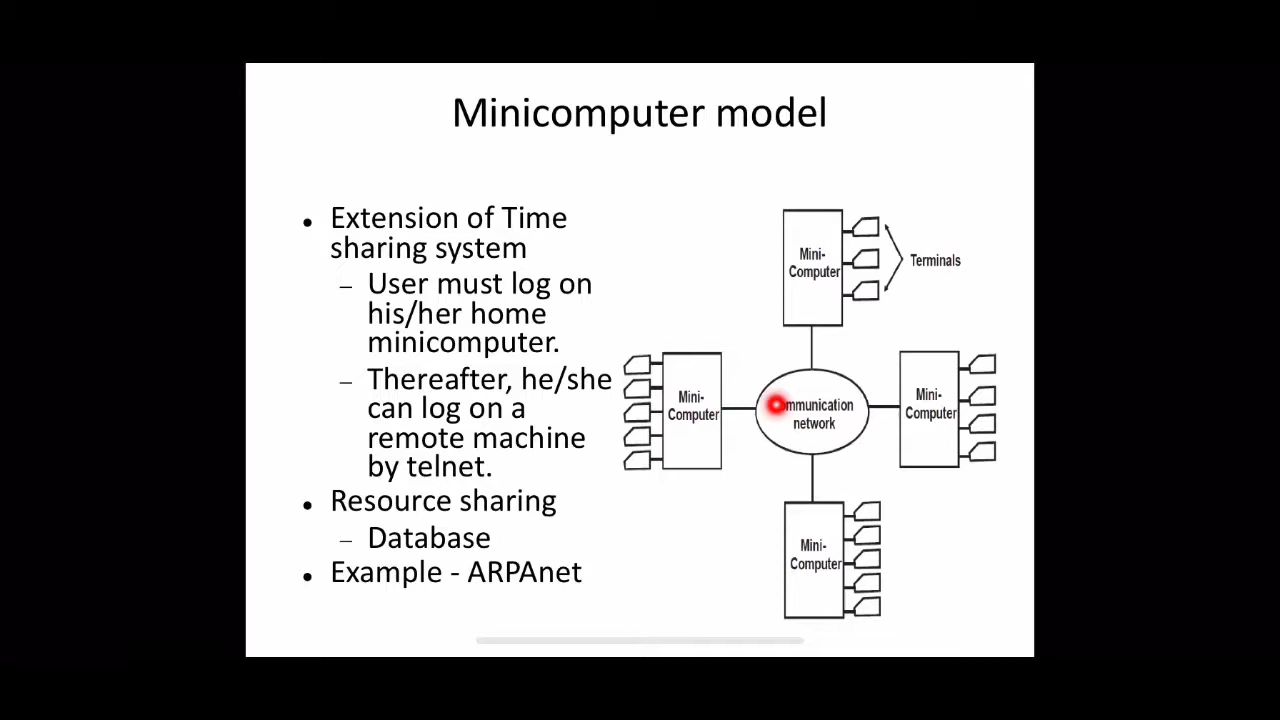 Minicomputer model
• Extension of Time
sharing system
– User must log on
his/her home
minicomputer.
– Thereafter, he/she
can log on a
remote machine
by telnet.
• Resource sharing
– Database
• Example - ARPAnet
Mini-
Computer
Terminals
Mini-
Computer
mmunication
network
Mini-
Computer
Mini-
Computer